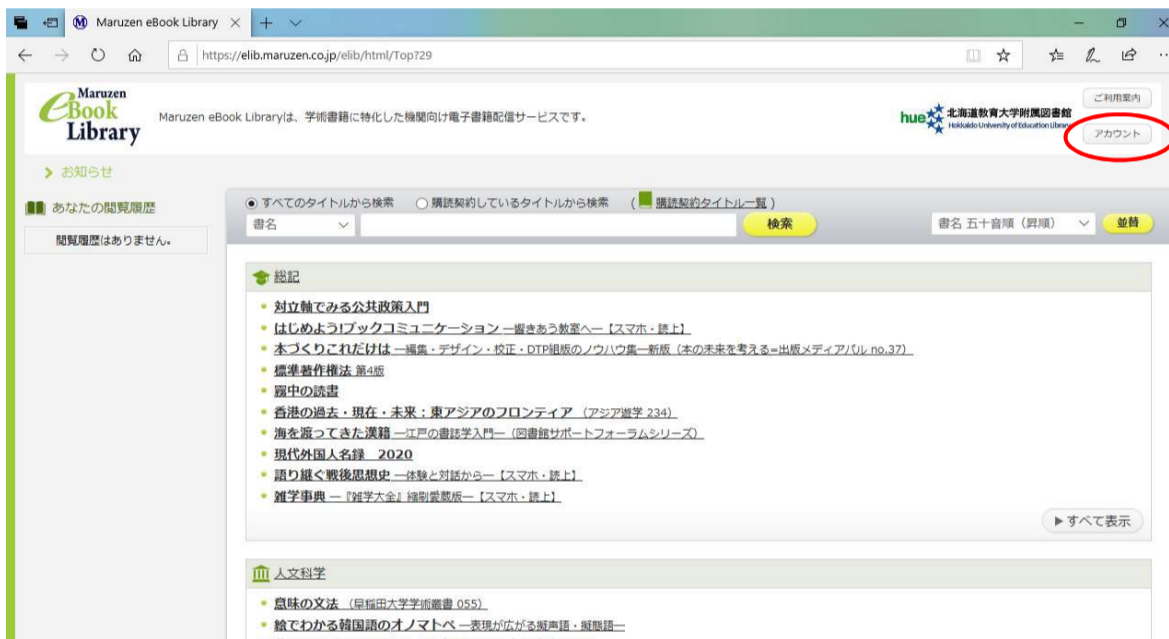 Maruzen eBook Library
https://elib.maruzen.co.jp/elib/html/Top?29
Maruzen
eBook
Library
Maruzen eBook Libraryは、学術書籍に特化した機関向け電子書籍配信サービスです。
hue 北海道教育大学附属図書館
Hokkaido University of Education Library
ご利用案内
アカウント
お知らせ
あなたの閲覧履歴
閲覧履歴はありません。
すべてのタイトルから検索 購読契約しているタイトルから検索 ( 購読契約タイトル一覧 )
書名 検索 書名 五十音順（昇順） 並替
総記
対立軸でみる公共政策入門
はじめよう!ブックコミュニケーション ―響きあう教室へ―【スマホ・読上】
本づくりこれだけは ―編集・デザイン・校正・DTP組版のノウハウ集―新版（本の未来を考える=出版メディアパル no.37）
標準著作権法 第4版
霧中の読書
香港の過去・現在・未来：東アジアのフロンティア （アジア遊学 234）
海を渡ってきた漢籍 ―江戸の書誌学入門―（図書館サポートフォーラムシリーズ）
現代外国人名録 2020
語り継ぐ戦後思想史 ―体験と対話から―【スマホ・読上】
雑学事典 ―『雑学大全』縮刷愛蔵版―【スマホ・読上】
すべて表示
人文科学
意味の文法 （早稲田大学学術叢書 055）
絵でわかる韓国語のオノマトペ ―表現が広がる擬声語・擬態語―